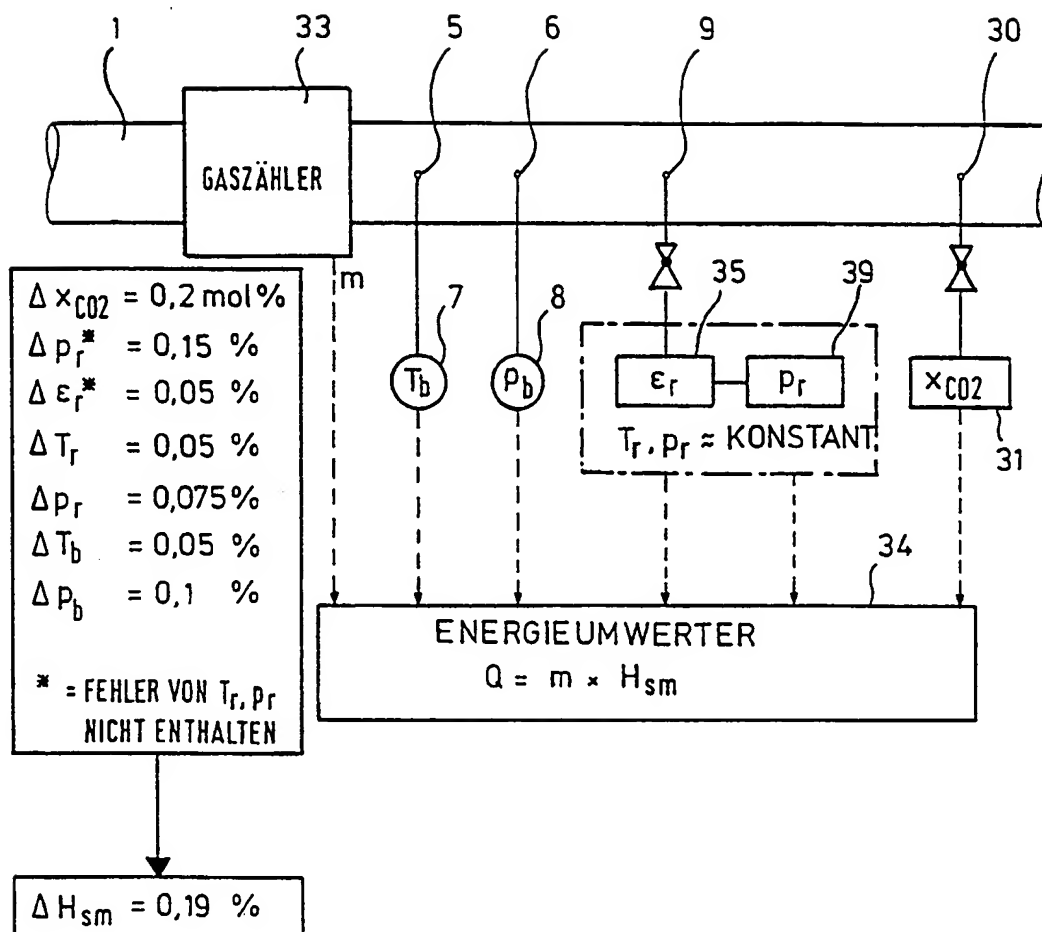 1 33 5 6 9 30
GASZÄHLER
m
7 8 35 39
T_b p_b ε_r p_r x_CO2
T_r, p_r ≈ KONSTANT
31
34
ENERGIEUMWERTER
Q = m × H_sm
Δ x_CO2 = 0,2 mol%
Δ p_r* = 0,15 %
Δ ε_r* = 0,05 %
Δ T_r = 0,05 %
Δ p_r = 0,075 %
Δ T_b = 0,05 %
Δ p_b = 0,1 %
* = FEHLER VON T_r, p_r
NICHT ENTHALTEN
Δ H_sm = 0,19 %